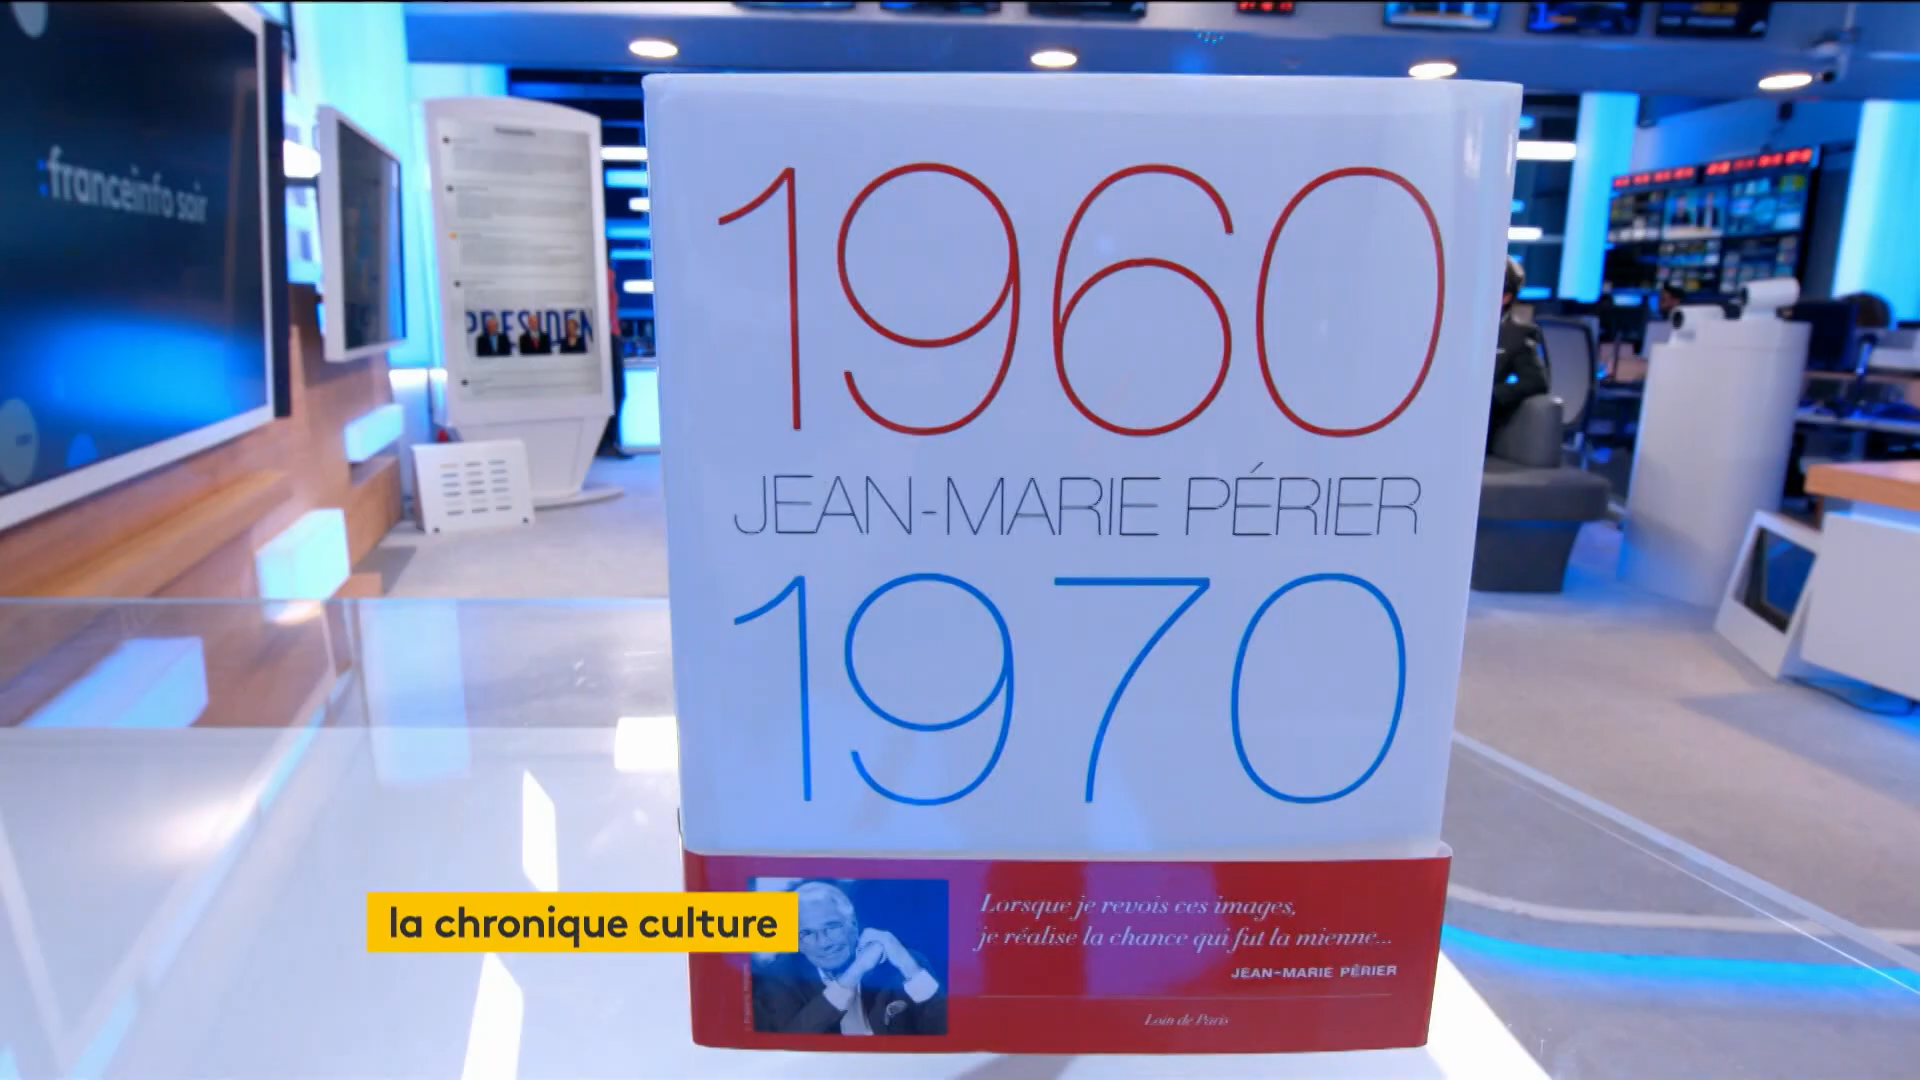 :franceinfo soir
PRESIDEN
1960
JEAN-MARIE PÉRIER
1970
la chronique culture
Lorsque je revois ces images,
je réalise la chance qui fut la mienne...
JEAN-MARIE PÉRIER
Loin de Paris